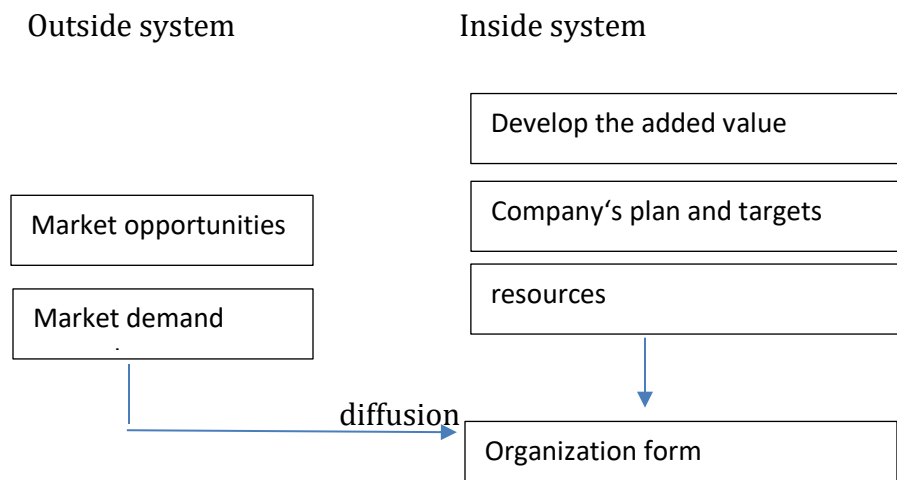 Outside system
Inside system
Develop the added value
Market opportunities
Company‘s plan and targets
Market demand
resources
diffusion
Organization form